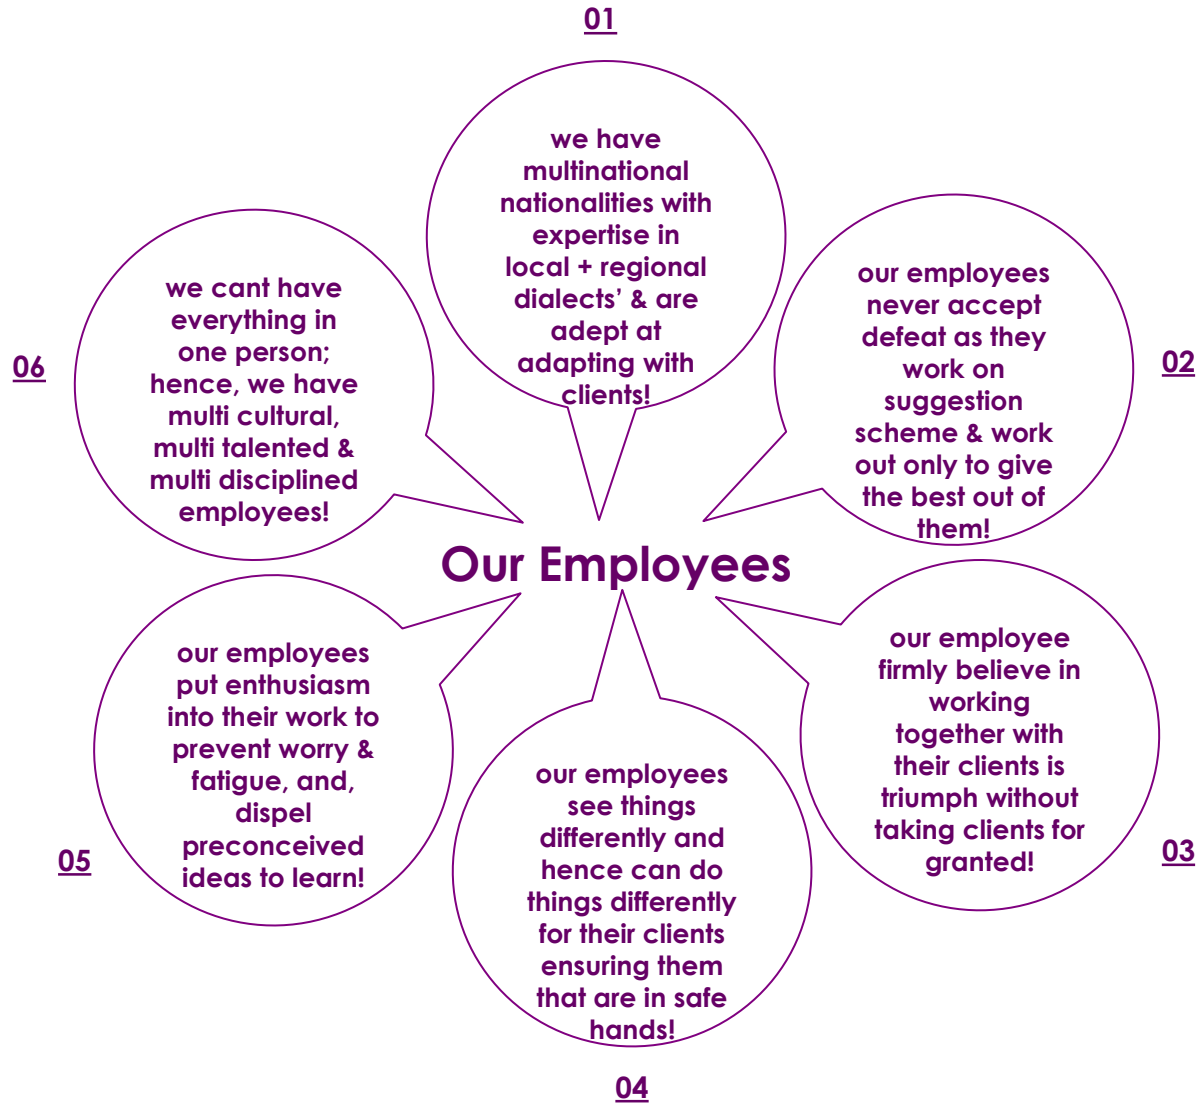 01
we have
multinational
nationalities with
expertise in
local + regional
dialects’ & are
adept at
adapting with
clients!
02
our employees
never accept
defeat as they
work on
suggestion
scheme & work
out only to give
the best out of
them!
Our Employees
our employee
firmly believe in
working
together with
their clients is
triumph without
taking clients for
granted!
03
our employees
see things
differently and
hence can do
things differently
for their clients
ensuring them
that are in safe
hands!
04
our employees
put enthusiasm
into their work to
prevent worry &
fatigue, and,
dispel
preconceived
ideas to learn!
05
06
we cant have
everything in
one person;
hence, we have
multi cultural,
multi talented &
multi disciplined
employees!